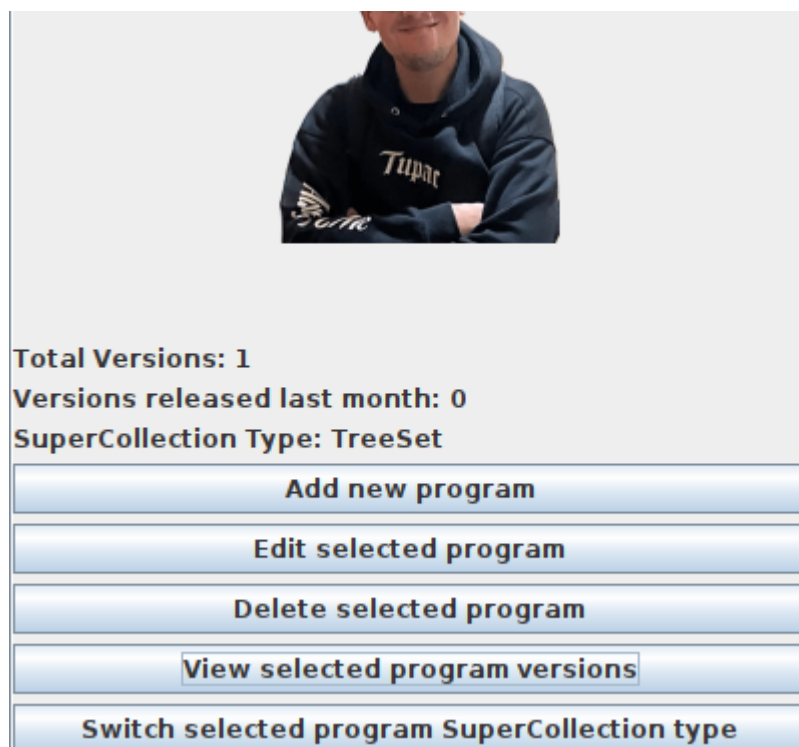 Tupac
Total Versions: 1
Versions released last month: 0
SuperCollection Type: TreeSet
Add new program
Edit selected program
Delete selected program
View selected program versions
Switch selected program SuperCollection type